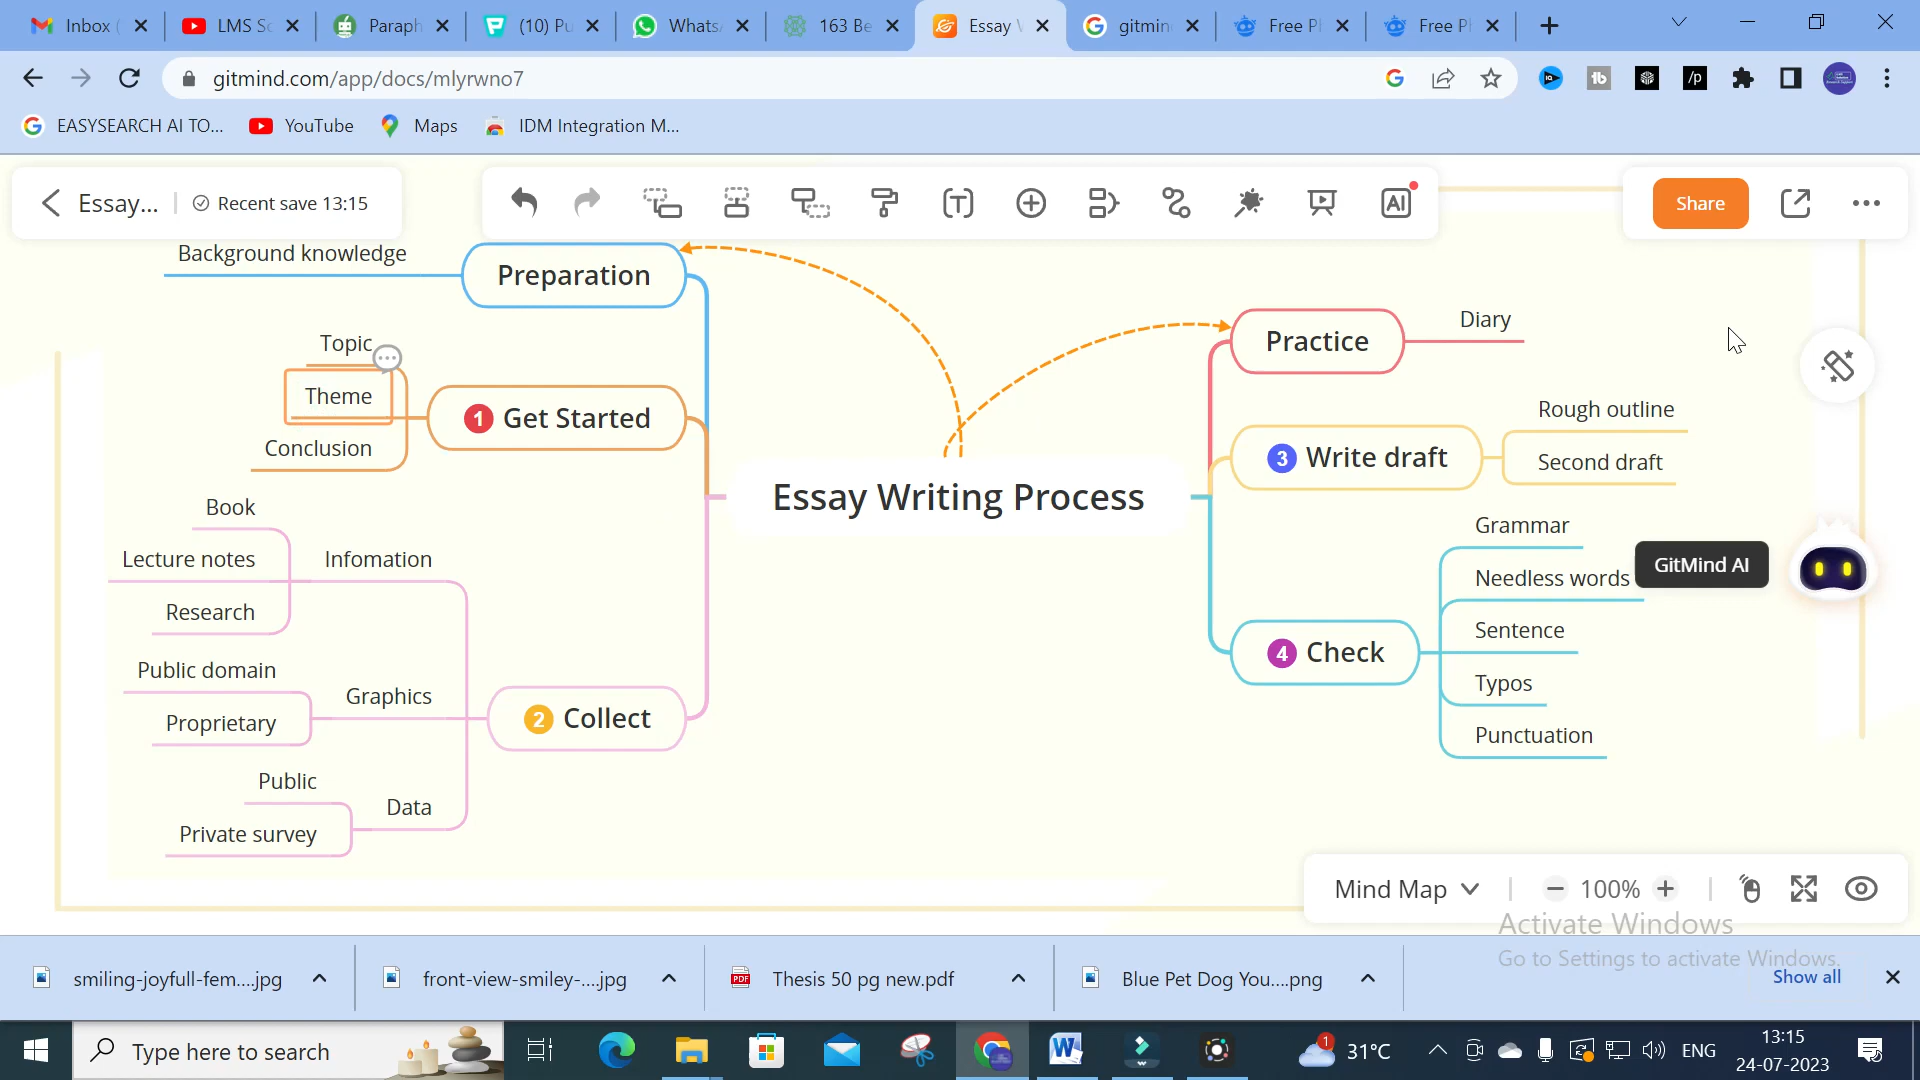 Inbox (
LMS Sc
Paraph
(10) Pu
Whats
163 Be
Essay
gitmin
Free P
Free P
gitmind.com/app/docs/mlyrwno7
EASYSEARCH AI TO...
YouTube
Maps
IDM Integration M...
Essay...
Recent save 13:15
AI
Share
Background knowledge
Preparation
Topic
Theme
Conclusion
1 Get Started
Book
Lecture notes
Research
Infomation
Public domain
Proprietary
Graphics
Public
Private survey
Data
2 Collect
Essay Writing Process
Practice
Diary
3 Write draft
Rough outline
Second draft
4 Check
Grammar
Needless words
Sentence
Typos
Punctuation
GitMind AI
Mind Map
100%
Activate Windows
Go to Settings to activate Windows.
smiling-joyfull-fem....jpg
front-view-smiley-....jpg
Thesis 50 pg new.pdf
Blue Pet Dog You....png
Show all
Type here to search
31°C
ENG
13:15
24-07-2023